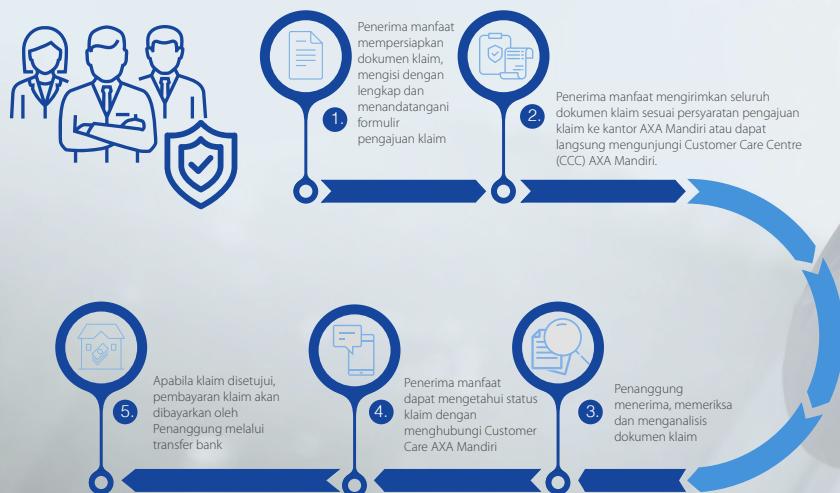 1.
Penerima manfaat
mempersiapkan
dokumen klaim,
mengisi dengan
lengkap dan
menandatangani
formulir
pengajuan klaim
2.
Penerima manfaat mengirimkan seluruh
dokumen klaim sesuai persyaratan pengajuan
klaim ke kantor AXA Mandiri atau dapat
langsung mengunjungi Customer Care Centre
(CCC) AXA Mandiri.
3.
Penanggung
menerima, memeriksa
dan menganalisis
dokumen klaim
4.
Penerima manfaat
dapat mengetahui status
klaim dengan
menghubungi Customer
Care AXA Mandiri
5.
Apabila klaim disetujui,
pembayaran klaim akan
dibayarkan oleh
Penanggung melalui
transfer bank